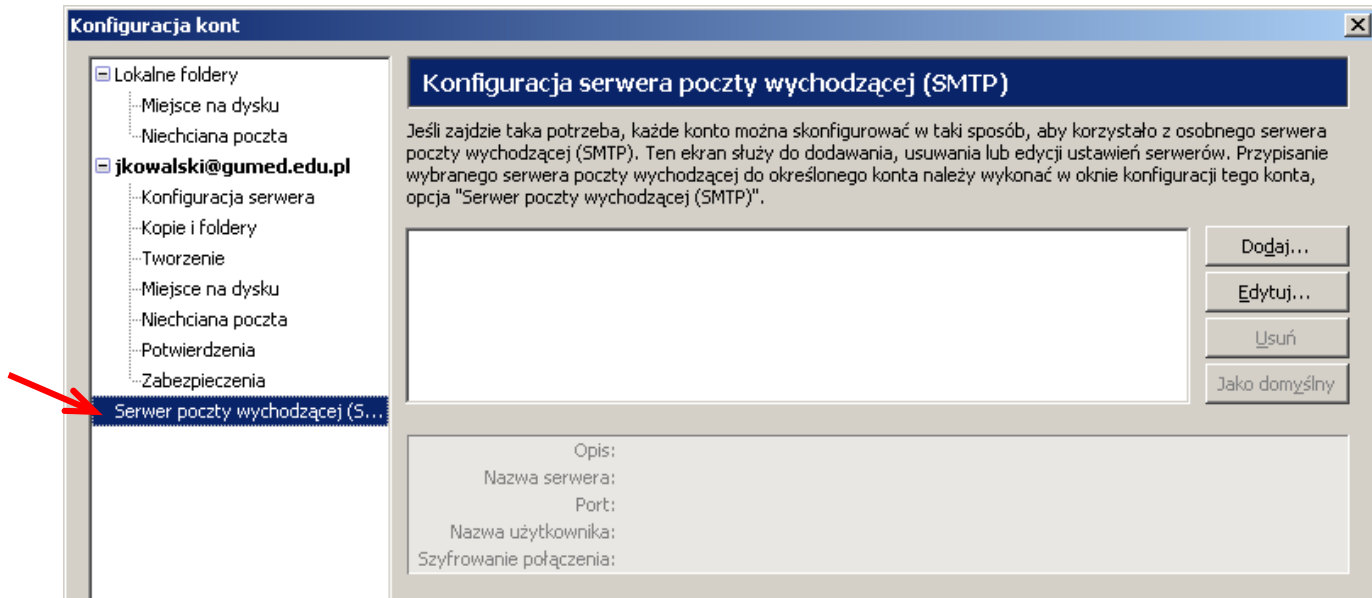 Konfiguracja kont
Lokalne foldery
Miejsce na dysku
Niechciana poczta
jkowalski@gumed.edu.pl
Konfiguracja serwera
Kopie i foldery
Tworzenie
Miejsce na dysku
Niechciana poczta
Potwierdzenia
Zabezpieczenia
Serwer poczty wychodzącej (S...
Konfiguracja serwera poczty wychodzącej (SMTP)
Jeśli zajdzie taka potrzeba, każde konto można skonfigurować w taki sposób, aby korzystało z osobnego serwera
poczty wychodzącej (SMTP). Ten ekran służy do dodawania, usuwania lub edycji ustawień serwerów. Przypisanie
wybranego serwera poczty wychodzącej do określonego konta należy wykonać w oknie konfiguracji tego konta,
opcja "Serwer poczty wychodzącej (SMTP)".
Dodaj...
Edytuj...
Usuń
Jako domyślny
Opis:
Nazwa serwera:
Port:
Nazwa użytkownika:
Szyfrowanie połączenia: